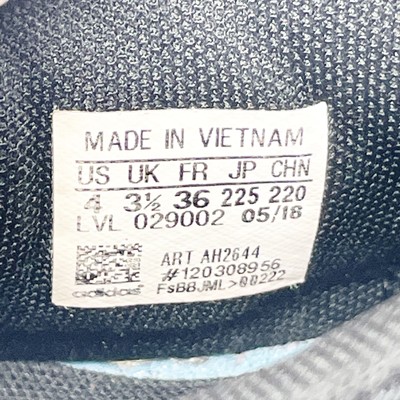 MADE IN VIETNAM
US UK FR JP CHN
4 3½ 36 225 220
LVL 029002 05/18
ART AH2644
#120308956
adidas FsBBJML>00222